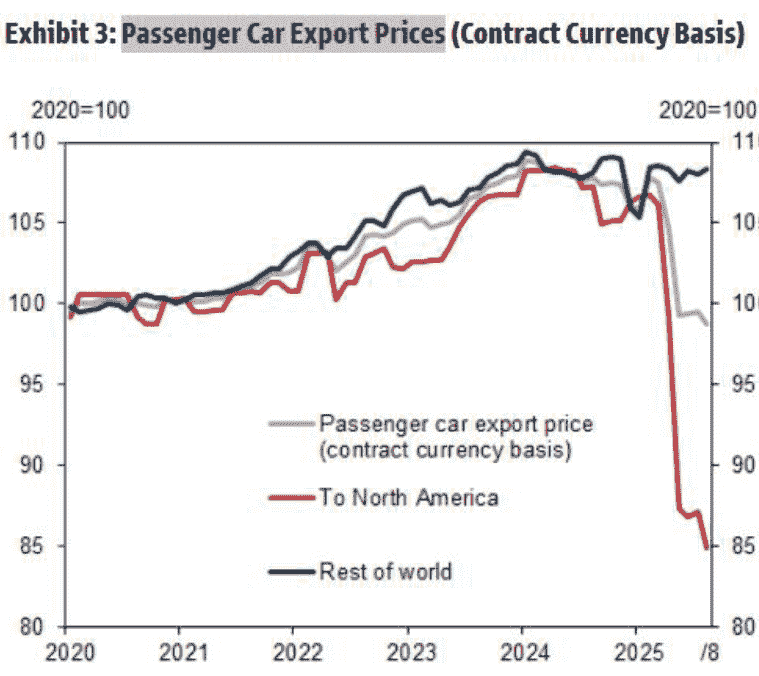 Exhibit 3: Passenger Car Export Prices (Contract Currency Basis)
2020=100 2020=100
110 110
105 105
100 100
95 95
90 90
85 85
80 80
Passenger car export price
(contract currency basis)
To North America
Rest of world
2020 2021 2022 2023 2024 2025 /8